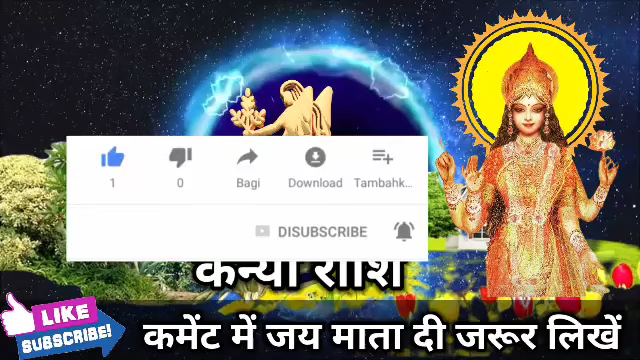 1 0 Bagi Download Tambahk...
DISUBSCRIBE
कन्या राशि
LIKE
SUBSCRIBE!
कमेंट में जय माता दी जरूर लिखें